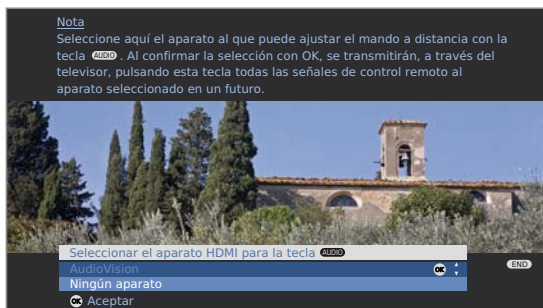 Nota
Seleccione aquí el aparato al que puede ajustar el mando a distancia con la
tecla AUDIO . Al confirmar la selección con OK, se transmitirán, a través del
televisor, pulsando esta tecla todas las señales de control remoto al
aparato seleccionado en un futuro.
Seleccionar el aparato HDMI para la tecla AUDIO
AudioVision OK
END
Ningún aparato
OK Aceptar